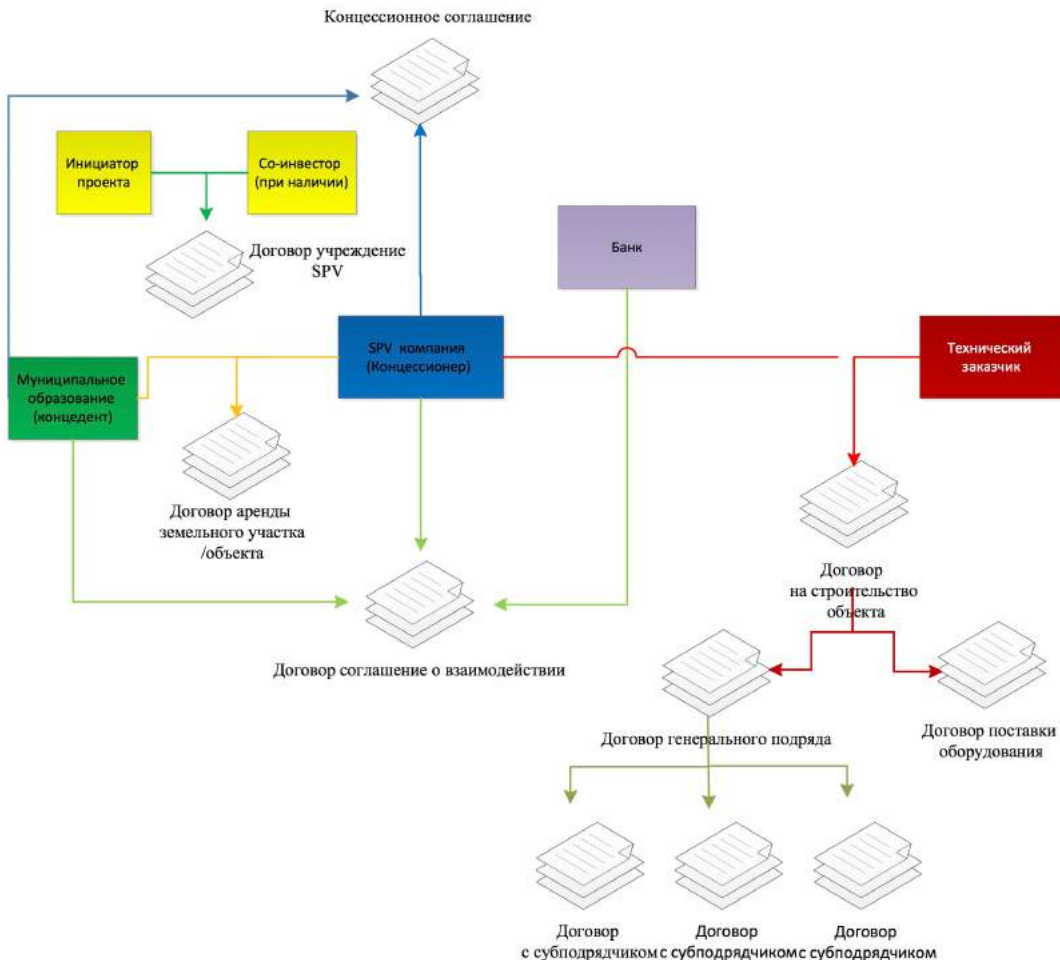 Концессионное соглашение
Инициатор
проекта
Со-инвестор
(при наличии)
Договор учреждение
SPV
Банк
SPV компания
(Концессионер)
Технический
заказчик
Муниципальное
образование
(концедент)
Договор аренды
земельного участка
/объекта
Договор
на строительство
объекта
Договор соглашение о взаимодействии
Договор генерального подряда
Договор поставки
оборудования
Договор
с субподрядчиком
Договор
с субподрядчиком
Договор
с субподрядчиком